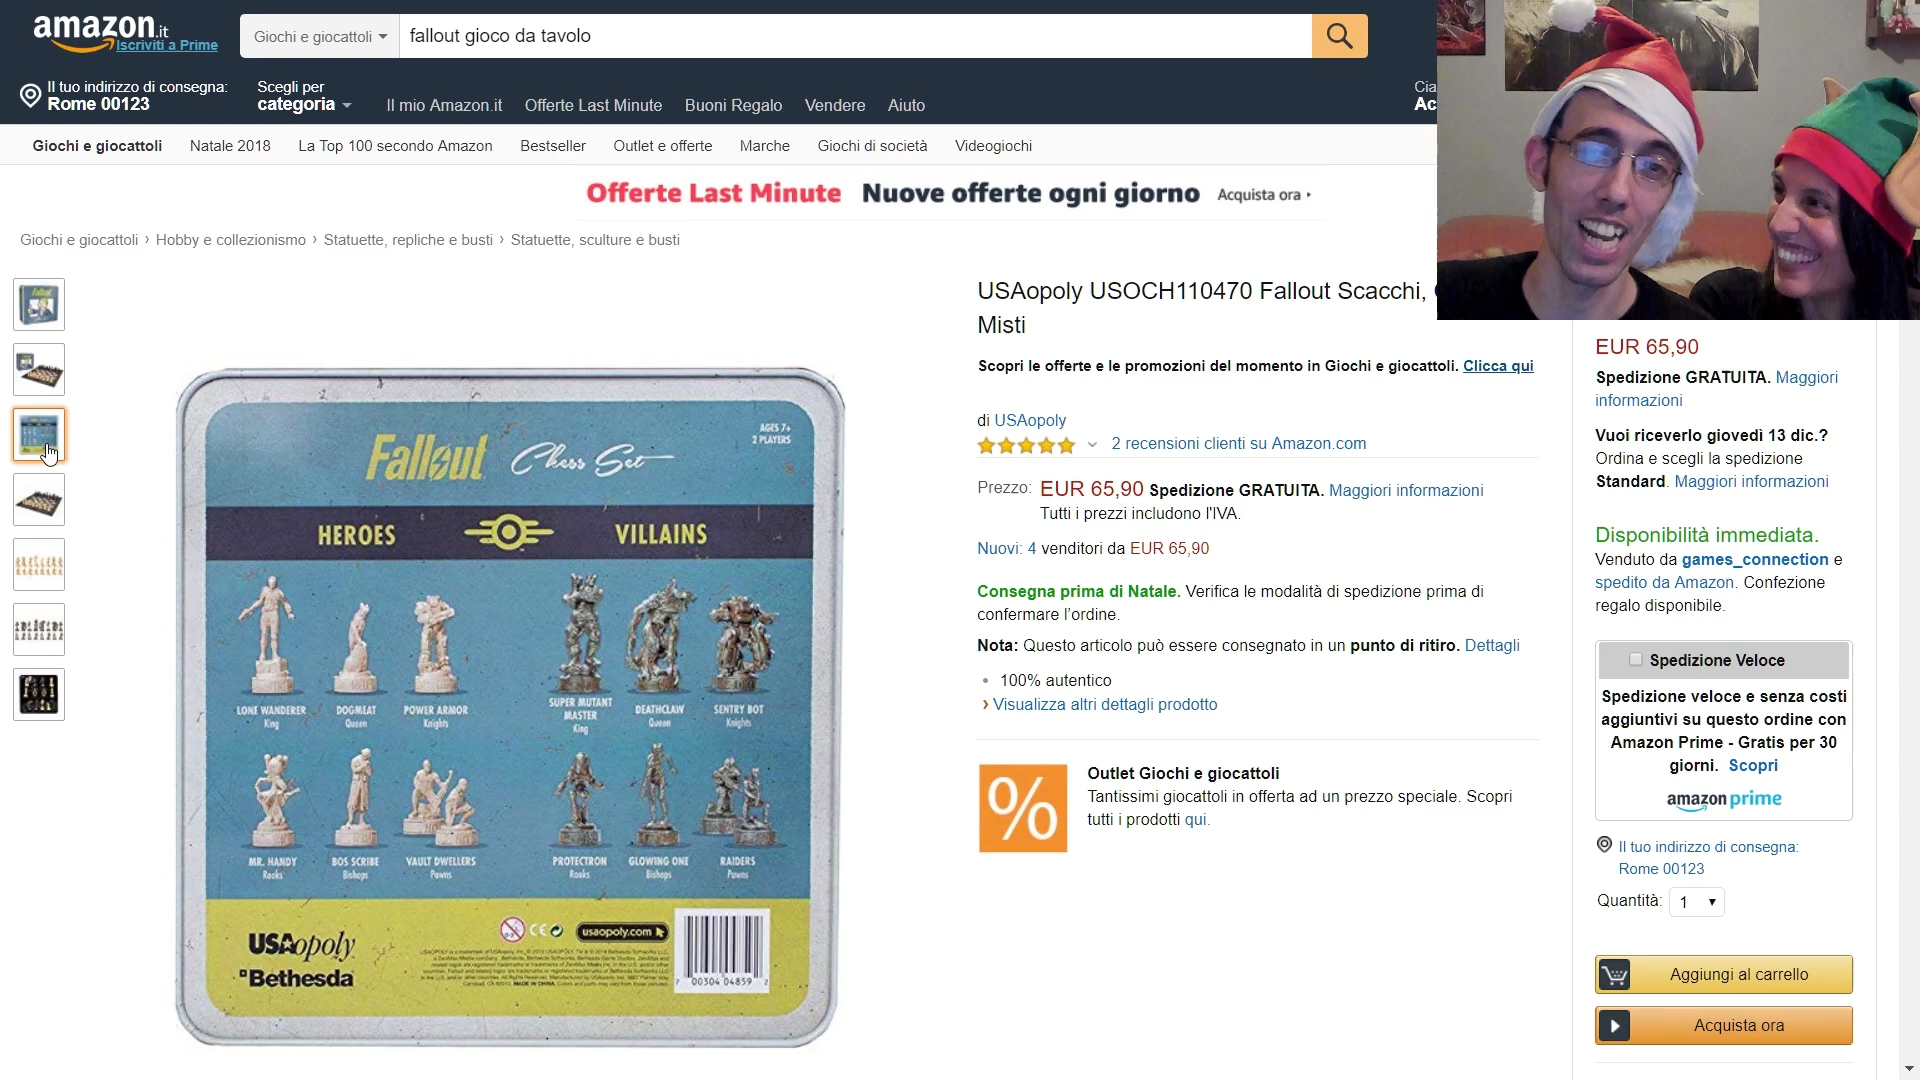 amazon.it
Iscriviti a Prime
Giochi e giocattoli
fallout gioco da tavolo
Il tuo indirizzo di consegna:
Rome 00123
Scegli per
categoria
Il mio Amazon.it
Offerte Last Minute
Buoni Regalo
Vendere
Aiuto
Cia
Ac
Giochi e giocattoli
Natale 2018
La Top 100 secondo Amazon
Bestseller
Outlet e offerte
Marche
Giochi di società
Videogiochi
Offerte Last Minute Nuove offerte ogni giorno Acquista ora ›
Giochi e giocattoli › Hobby e collezionismo › Statuette, repliche e busti › Statuette, sculture e busti
Fallout Chess Set
AGES 7+
2 PLAYERS
HEROES
VILLAINS
LONE WANDERER
King
DOGMEAT
Queen
POWER ARMOR
Knights
SUPER MUTANT
MASTER
King
DEATHCLAW
Queen
SENTRY BOT
Knights
MR. HANDY
Rooks
BOS SCRIBE
Bishops
VAULT DWELLERS
Pawns
PROTECTRON
Rooks
GLOWING ONE
Bishops
RAIDERS
Pawns
USAopoly
Bethesda
0-3
CE
usaopoly.com
7 00304 04859 2
USAopoly USOCH110470 Fallout Scacchi,
Misti
Scopri le offerte e le promozioni del momento in Giochi e giocattoli. Clicca qui
di USAopoly
2 recensioni clienti su Amazon.com
Prezzo: EUR 65,90 Spedizione GRATUITA. Maggiori informazioni
Tutti i prezzi includono l'IVA.
Nuovi: 4 venditori da EUR 65,90
Consegna prima di Natale. Verifica le modalità di spedizione prima di
confermare l'ordine.
Nota: Questo articolo può essere consegnato in un punto di ritiro. Dettagli
• 100% autentico
› Visualizza altri dettagli prodotto
%
Outlet Giochi e giocattoli
Tantissimi giocattoli in offerta ad un prezzo speciale. Scopri
tutti i prodotti qui.
EUR 65,90
Spedizione GRATUITA. Maggiori
informazioni
Vuoi riceverlo giovedì 13 dic.?
Ordina e scegli la spedizione
Standard. Maggiori informazioni
Disponibilità immediata.
Venduto da games_connection e
spedito da Amazon. Confezione
regalo disponibile.
Spedizione Veloce
Spedizione veloce e senza costi
aggiuntivi su questo ordine con
Amazon Prime - Gratis per 30
giorni. Scopri
amazon prime
Il tuo indirizzo di consegna:
Rome 00123
Quantità: 1
Aggiungi al carrello
Acquista ora